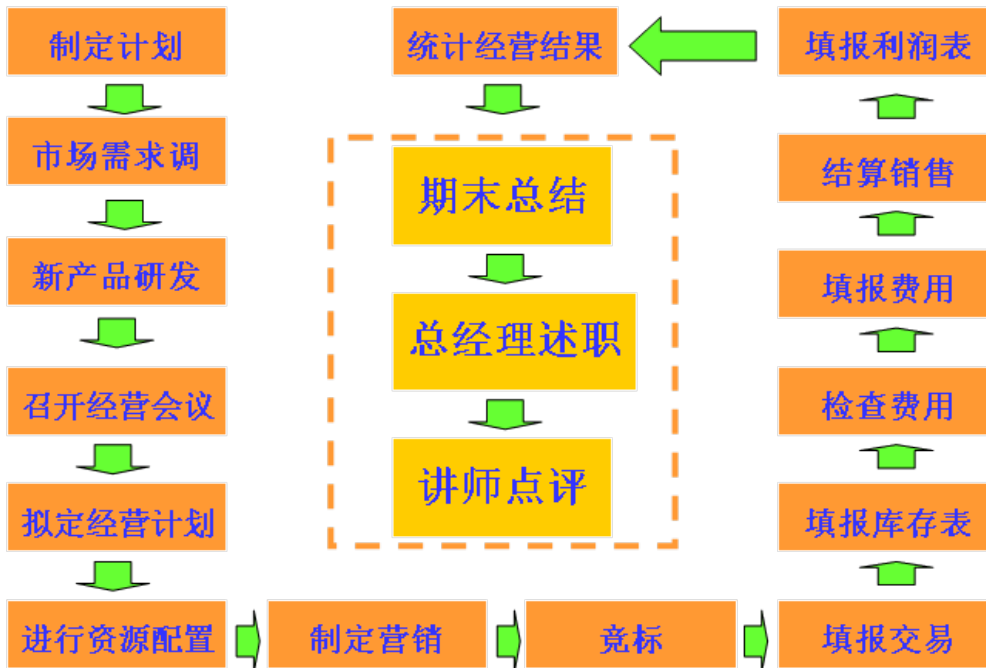 制定计划
市场需求调
新产品研发
召开经营会议
拟定经营计划
进行资源配置
制定营销
竞标
填报交易
填报库存表
检查费用
填报费用
结算销售
填报利润表
统计经营结果
期末总结
总经理述职
讲师点评